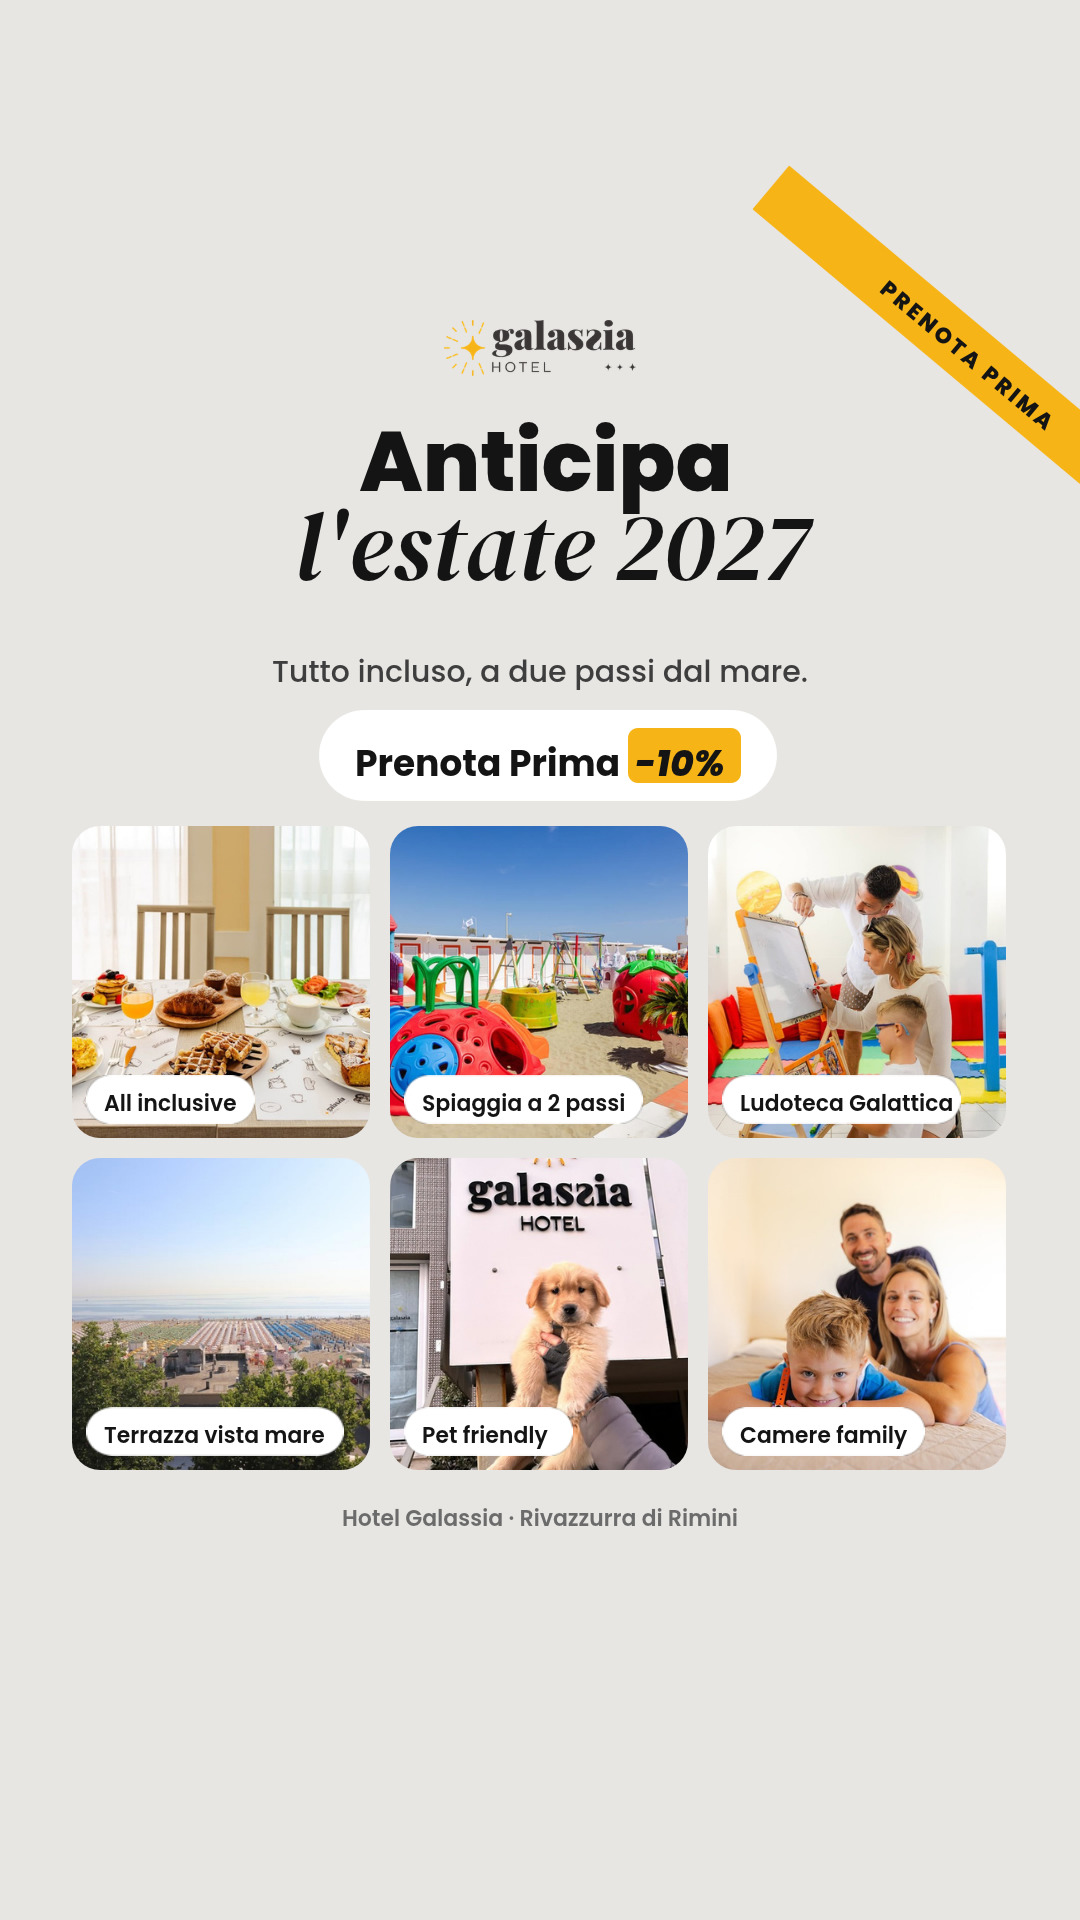 PRENOTA PRIMA
galassia
HOTEL
Anticipa
l'estate 2027
Tutto incluso, a due passi dal mare.
Prenota Prima -10%
All inclusive
Spiaggia a 2 passi
Ludoteca Galattica
galassia
HOTEL
Terrazza vista mare
Pet friendly
Camere family
Hotel Galassia · Rivazzurra di Rimini